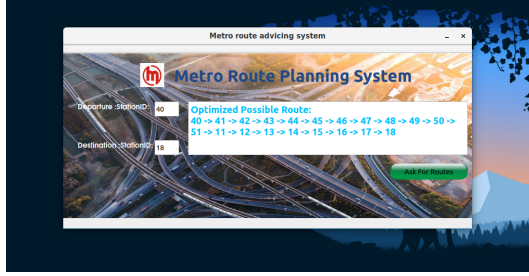 Metro route advicing system
Metro Route Planning System
Departure :StationID: 40
Optimized Possible Route:
40 -> 41 -> 42 -> 43 -> 44 -> 45 -> 46 -> 47 -> 48 -> 49 -> 50 ->
51 -> 11 -> 12 -> 13 -> 14 -> 15 -> 16 -> 17 -> 18
Destination :StationID: 18
Ask For Routes